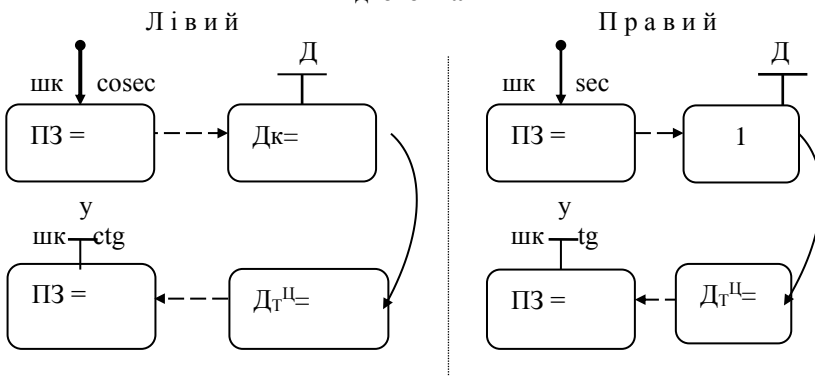 Л і в и й
П р а в и й
Д
шк cosec
ПЗ =
Дк=
у
шк ctg
ПЗ =
ДтЦ=
Д
шк sec
ПЗ =
1
у
шк tg
ПЗ =
ДтЦ=